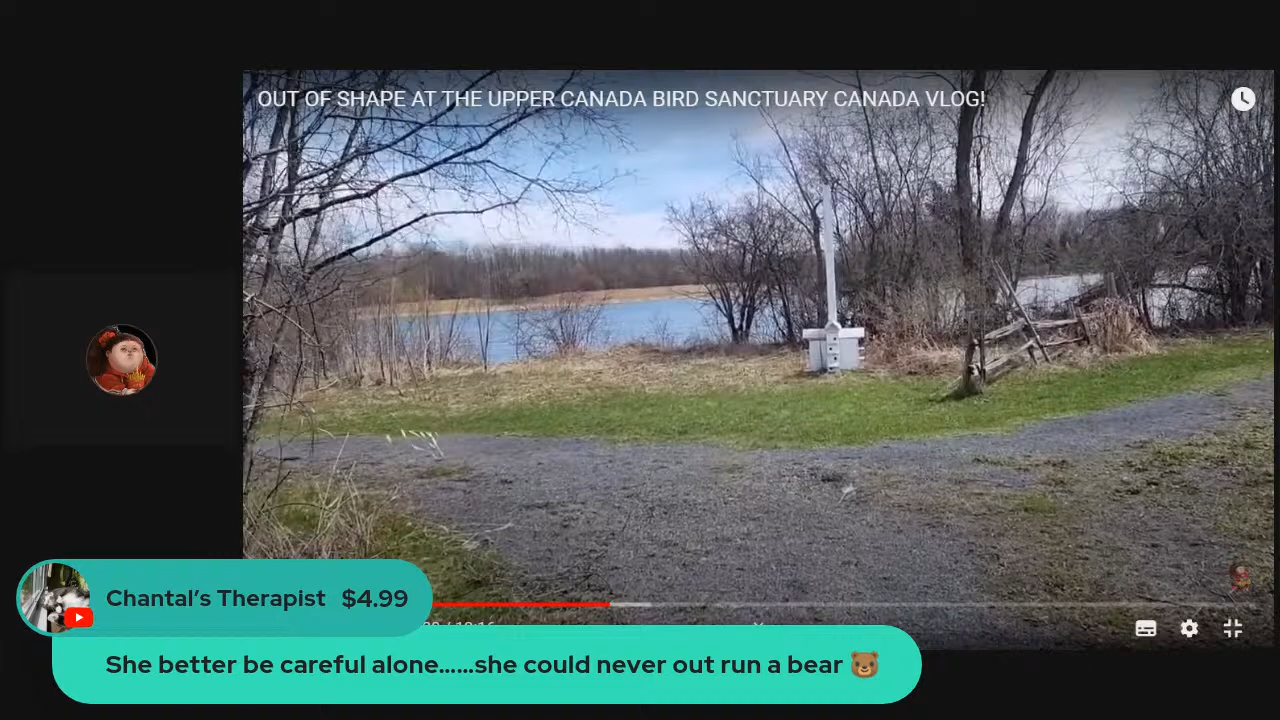 OUT OF SHAPE AT THE UPPER CANADA BIRD SANCTUARY CANADA VLOG!
Chantal’s Therapist $4.99
She better be careful alone......she could never out run a bear 🐻